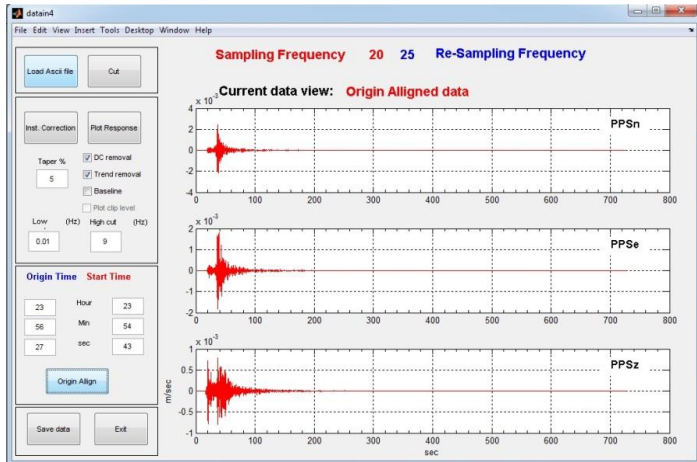 datain4
File Edit View Insert Tools Desktop Window Help
Load Ascii file Cut
Sampling Frequency 20 25 Re-Sampling Frequency
Current data view: Origin Alligned data
Inst. Correction Plot Response
Taper % DC removal
5 Trend removal
Baseline
Plot clip level
Low (Hz) High cut (Hz)
0.01 9
Origin Time Start Time
23 Hour 23
56 Min 54
27 sec 43
Origin Allign
Save data Exit
x 10^-3
PPSn
4
2
0
-2
-4
0 100 200 300 400 500 600 700 800
x 10^-3
PPSe
2
1
0
-1
-2
0 100 200 300 400 500 600 700 800
x 10^-3
PPSz
1
0.5
0
-0.5
-1
m/sec
0 100 200 300 400 500 600 700 800
sec